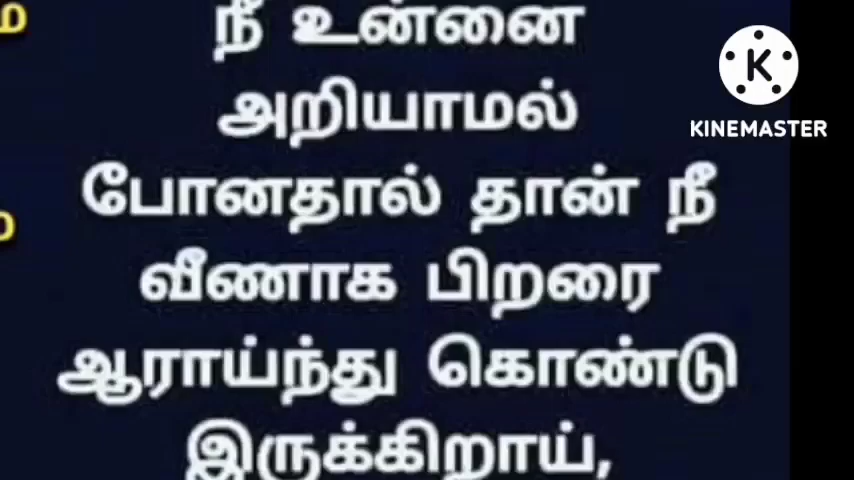 நீ உன்னை
அறியாமல்
போனதால் தான் நீ
வீணாக பிறரை
ஆராய்ந்து கொண்டு
இருக்கிறாய்,
K
KINEMASTER